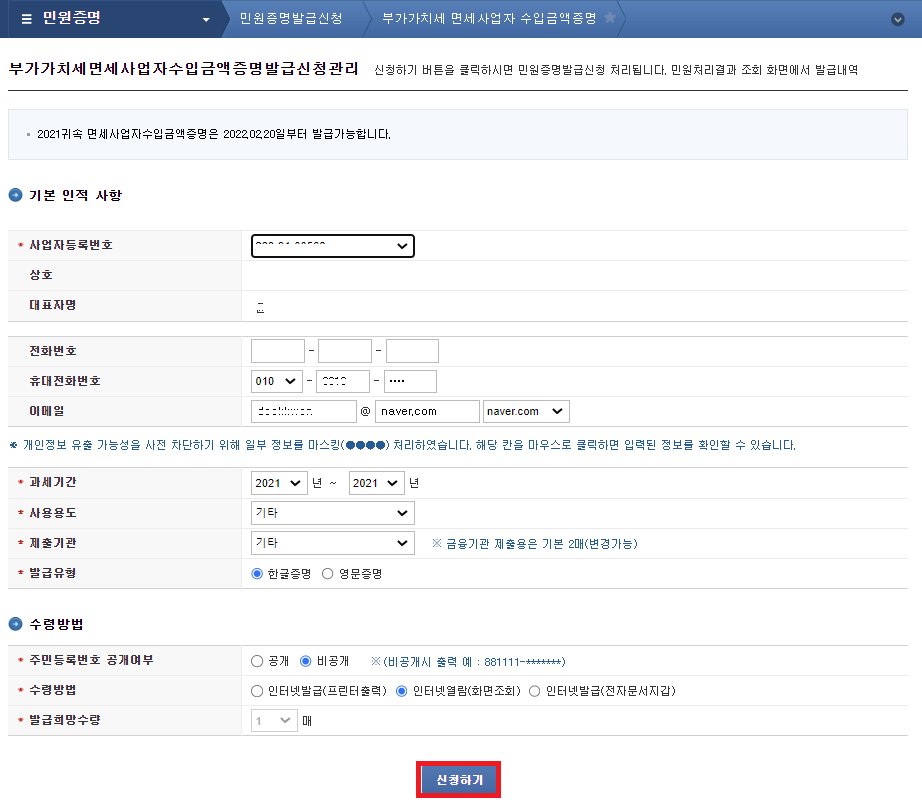 민원증명 민원증명발급신청 부가가치세 면세사업자 수입금액증명
부가가치세면세사업자수입금액증명발급신청관리 신청하기 버튼을 클릭하시면 민원증명발급신청 처리됩니다. 민원처리결과 조회 화면에서 발급내역
2021귀속 면세사업자수입금액증명은 2022.02.20일부터 발급가능합니다.
기본 인적 사항
* 사업자등록번호
상호
대표자명
전화번호 - -
휴대전화번호 010 - - ••••
이메일 @ naver.com naver.com
※ 개인정보 유출 가능성을 사전 차단하기 위해 일부 정보를 마스킹(●●●●) 처리하였습니다. 해당 칸을 마우스로 클릭하면 입력된 정보를 확인할 수 있습니다.
* 과세기간 2021 년 ~ 2021 년
* 사용용도 기타
* 제출기관 기타 ※ 금융기관 제출용은 기본 2매(변경가능)
* 발급유형 한글증명 영문증명
수령방법
* 주민등록번호 공개여부 공개 비공개 ※(비공개시 출력 예 : 881111-*******)
* 수령방법 인터넷발급(프린터출력) 인터넷열람(화면조회) 인터넷발급(전자문서지갑)
* 발급희망수량 1 매
신청하기